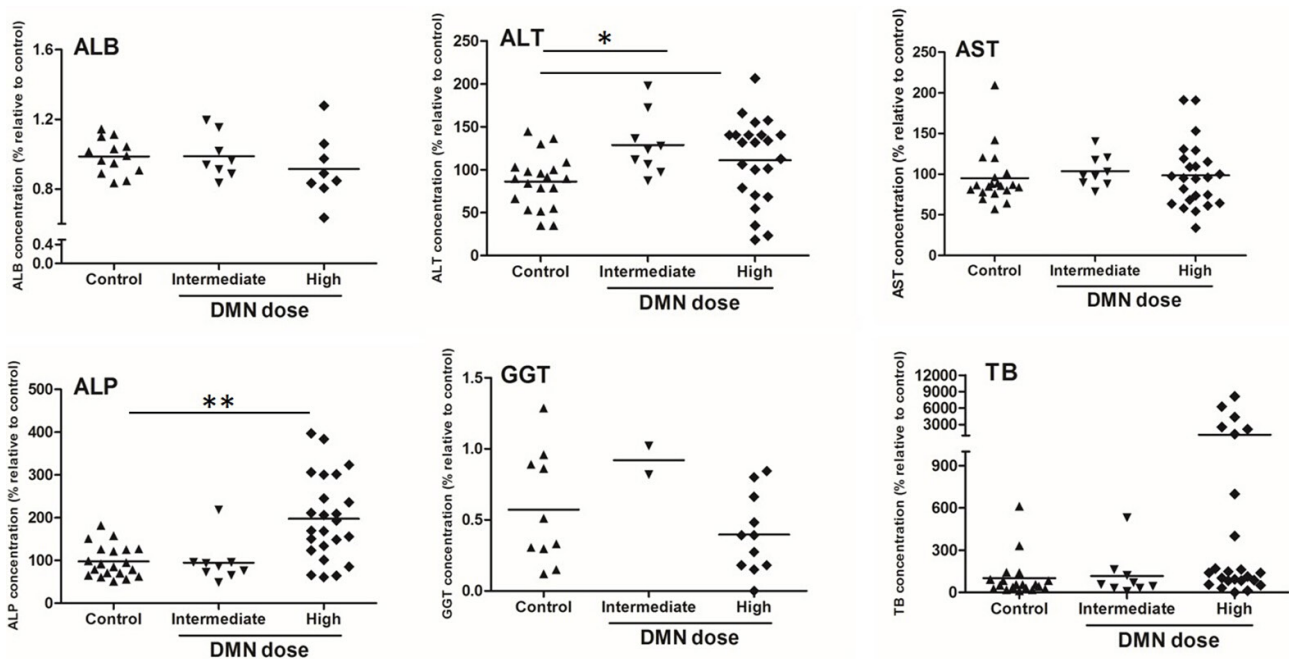 ALB
ALB concentration (% relative to control)
1.6
1.2
0.8
0.4
0.0
Control Intermediate High
DMN dose
ALT
*
ALT concentration (% relative to control)
250
200
150
100
50
0
Control Intermediate High
DMN dose
AST
AST concentration (% relative to control)
250
200
150
100
50
0
Control Intermediate High
DMN dose
ALP
**
ALP concentration (% relative to control)
500
400
300
200
100
0
Control Intermediate High
DMN dose
GGT
GGT concentration (% relative to control)
1.5
1.0
0.5
0.0
Control Intermediate High
DMN dose
TB
TB concentration (% relative to control)
12000
9000
6000
3000
900
600
300
0
Control Intermediate High
DMN dose